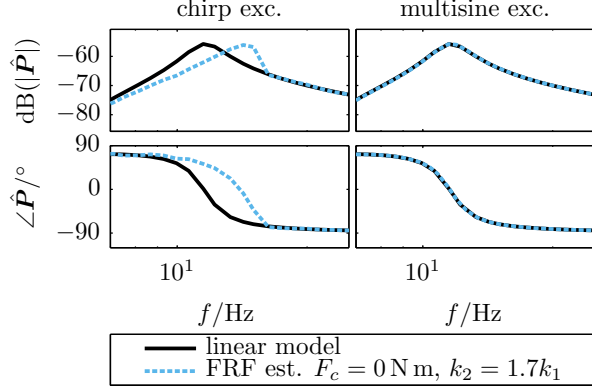 chirp exc.
multisine exc.
dB(|P̂|)
−60
−70
−80
∠P̂/°
90
0
−90
10¹
10¹
f/Hz
f/Hz
linear model
FRF est. F_c = 0 N m, k_2 = 1.7k_1